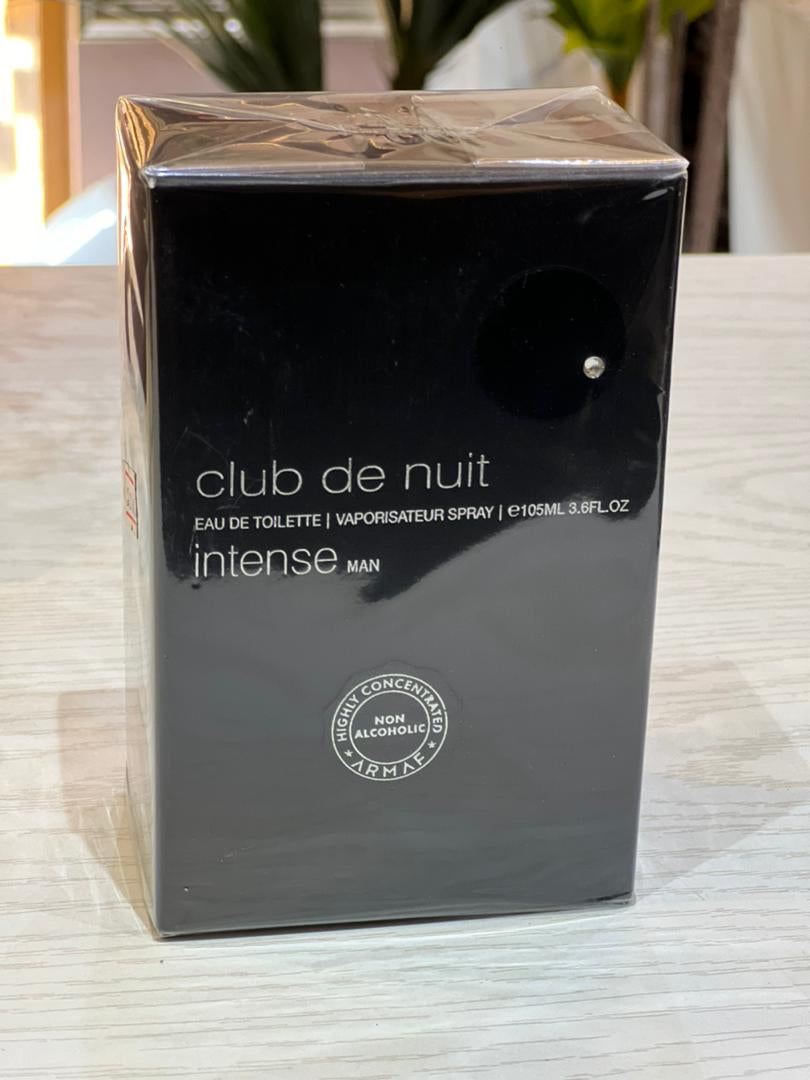 club de nuit
EAU DE TOILETTE | VAPORISATEUR SPRAY | ℮105ML 3.6FL.OZ
intense MAN
HIGHLY CONCENTRATED
NON
ALCOHOLIC
★ ARMAF ★